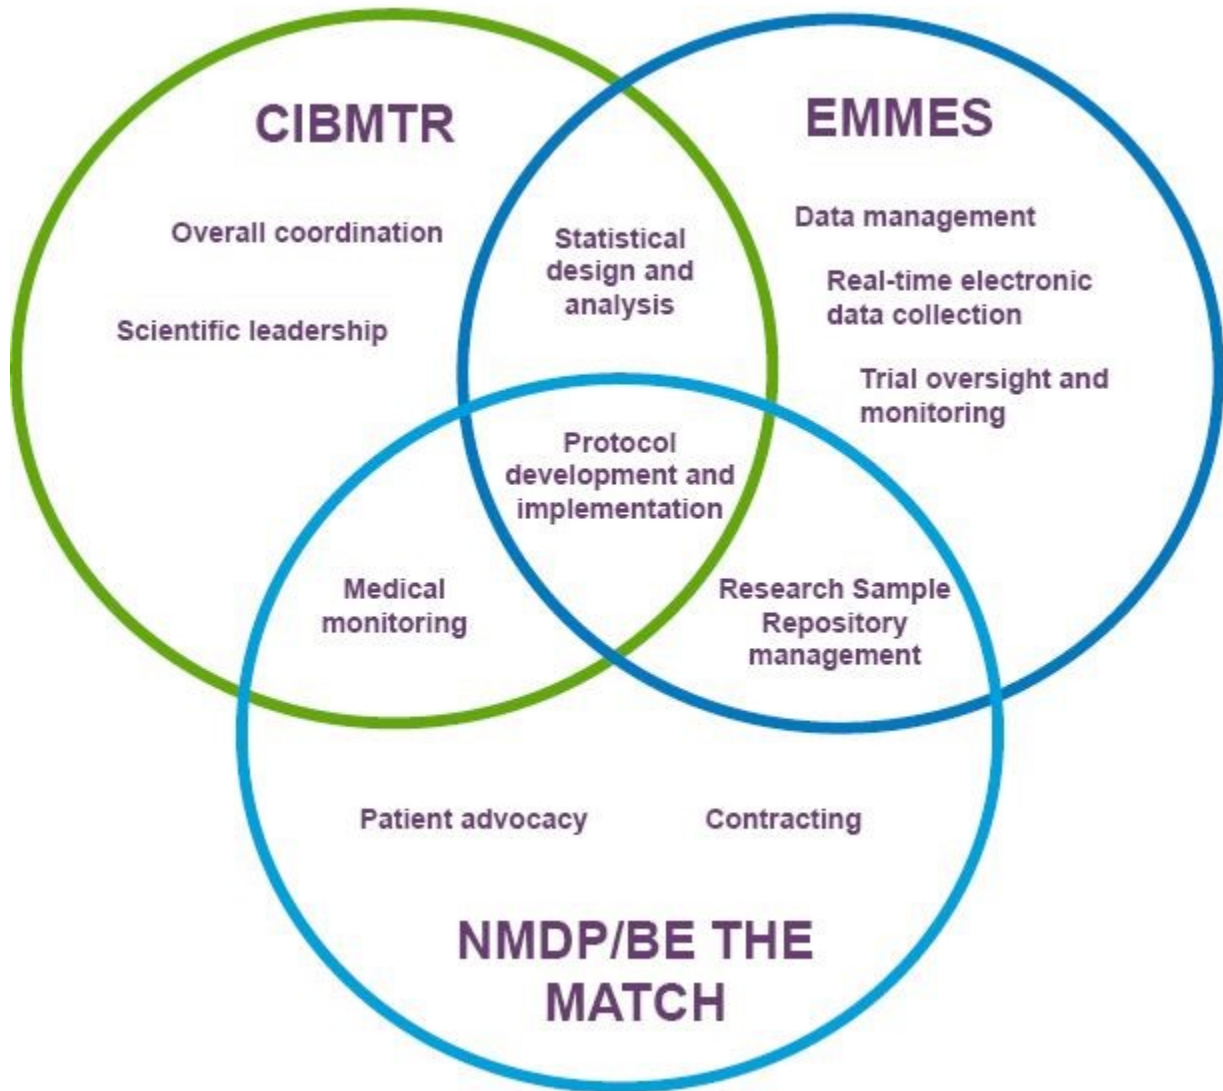 CIBMTR
Overall coordination
Scientific leadership
EMMES
Data management
Real-time electronic
data collection
Trial oversight and
monitoring
Statistical
design and
analysis
Protocol
development and
implementation
Medical
monitoring
Research Sample
Repository
management
Patient advocacy
Contracting
NMDP/BE THE
MATCH